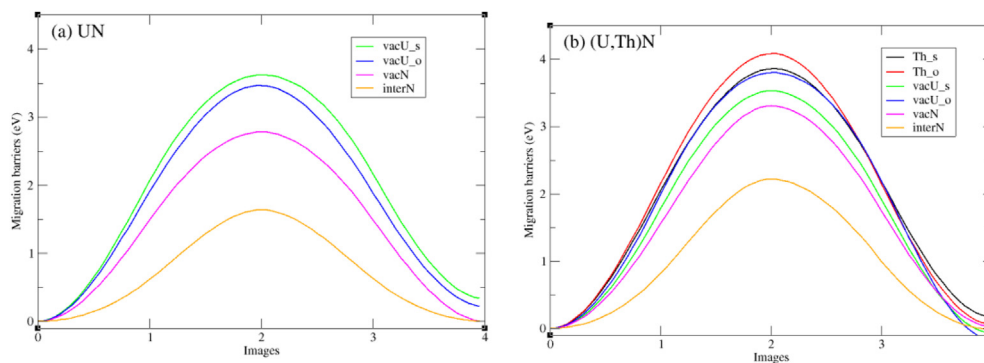 (a) UN
vacU_s
vacU_o
vacN
interN
Migration barriers (eV)
4
3
2
1
0
0 1 2 3 4
Images
(b) (U,Th)N
Th_s
Th_o
vacU_s
vacU_o
vacN
interN
Migration barriers (eV)
4
3
2
1
0
0 1 2 3
Images